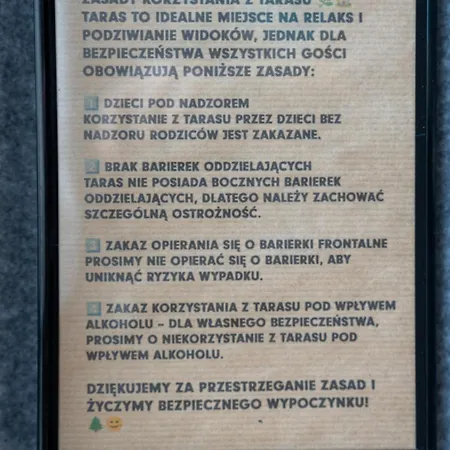 ZASADY KORZYSTANIA Z TARASU 🌿🌄
TARAS TO IDEALNE MIEJSCE NA RELAKS I
PODZIWIANIE WIDOKÓW, JEDNAK DLA
BEZPIECZEŃSTWA WSZYSTKICH GOŚCI
OBOWIĄZUJĄ PONIŻSZE ZASADY:
1 DZIECI POD NADZOREM
KORZYSTANIE Z TARASU PRZEZ DZIECI BEZ
NADZORU RODZICÓW JEST ZAKAZANE.
2 BRAK BARIEREK ODDZIELAJĄCYCH
TARAS NIE POSIADA BOCZNYCH BARIEREK
ODDZIELAJĄCYCH, DLATEGO NALEŻY ZACHOWAĆ
SZCZEGÓLNĄ OSTROŻNOŚĆ.
3 ZAKAZ OPIERANIA SIĘ O BARIERKI FRONTALNE
PROSIMY NIE OPIERAĆ SIĘ O BARIERKI, ABY
UNIKNĄĆ RYZYKA WYPADKU.
4 ZAKAZ KORZYSTANIA Z TARASU POD WPŁYWEM
ALKOHOLU – DLA WŁASNEGO BEZPIECZEŃSTWA,
PROSIMY O NIEKORZYSTANIE Z TARASU POD
WPŁYWEM ALKOHOLU.
DZIĘKUJEMY ZA PRZESTRZEGANIE ZASAD I
ŻYCZYMY BEZPIECZNEGO WYPOCZYNKU!
🌲😊